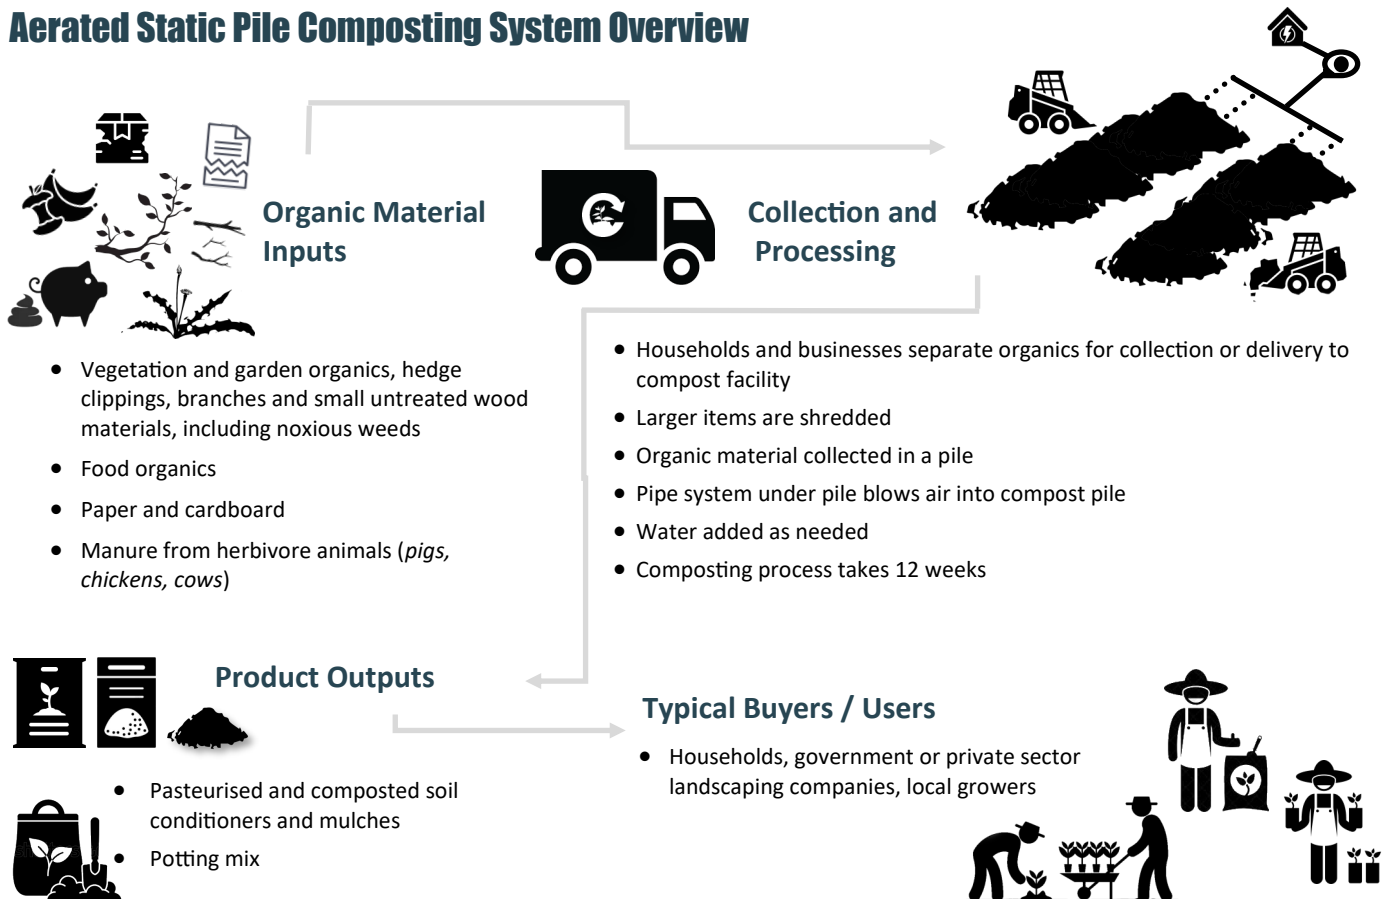 Aerated Static Pile Composting System Overview
Organic Material
Inputs
Collection and
Processing
• Vegetation and garden organics, hedge
clippings, branches and small untreated wood
materials, including noxious weeds
• Food organics
• Paper and cardboard
• Manure from herbivore animals (pigs,
chickens, cows)
• Households and businesses separate organics for collection or delivery to
compost facility
• Larger items are shredded
• Organic material collected in a pile
• Pipe system under pile blows air into compost pile
• Water added as needed
• Composting process takes 12 weeks
Product Outputs
• Pasteurised and composted soil
conditioners and mulches
• Potting mix
Typical Buyers / Users
• Households, government or private sector
landscaping companies, local growers